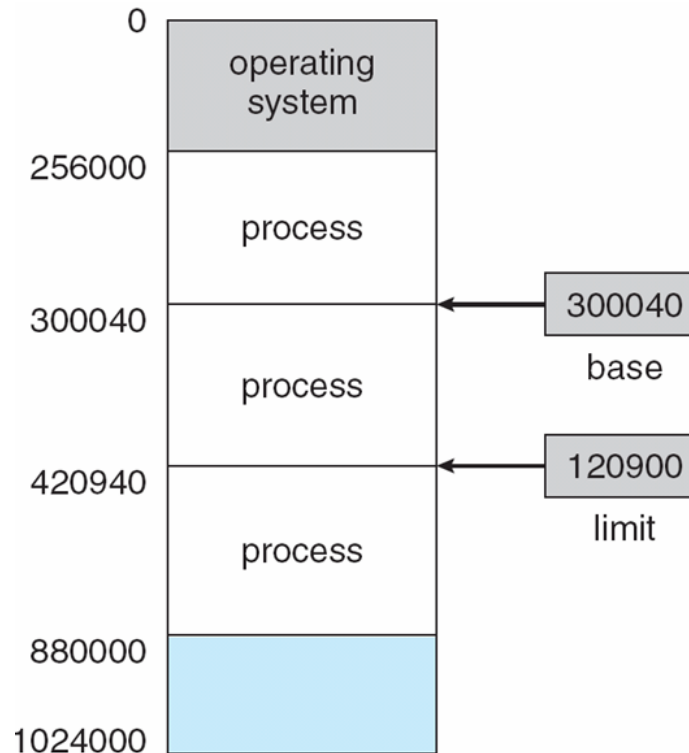 0
operating
system
256000
process
300040
300040
base
process
420940
120900
limit
process
880000
1024000